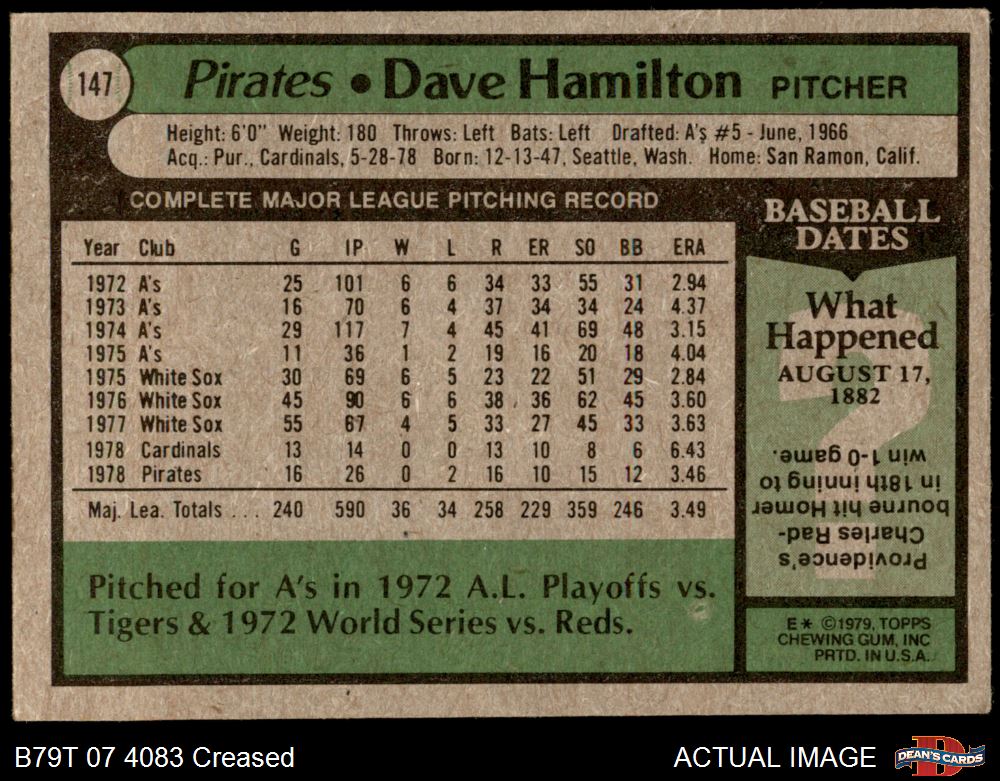 147
Pirates • Dave Hamilton PITCHER
Height: 6'0" Weight: 180 Throws: Left Bats: Left Drafted: A's #5 - June, 1966
Acq.: Pur., Cardinals, 5-28-78 Born: 12-13-47, Seattle, Wash. Home: San Ramon, Calif.
COMPLETE MAJOR LEAGUE PITCHING RECORD
Year Club G IP W L R ER SO BB ERA
1972 A's 25 101 6 6 34 33 55 31 2.94
1973 A's 16 70 6 4 37 34 34 24 4.37
1974 A's 29 117 7 4 45 41 69 48 3.15
1975 A's 11 36 1 2 19 16 20 18 4.04
1975 White Sox 30 69 6 5 23 22 51 29 2.84
1976 White Sox 45 90 6 6 38 36 62 45 3.60
1977 White Sox 55 67 4 5 33 27 45 33 3.63
1978 Cardinals 13 14 0 0 13 10 8 6 6.43
1978 Pirates 16 26 0 2 16 10 15 12 3.46
Maj. Lea. Totals ... 240 590 36 34 258 229 359 246 3.49
Pitched for A's in 1972 A.L. Playoffs vs.
Tigers & 1972 World Series vs. Reds.
BASEBALL
DATES
What
Happened
AUGUST 17,
1882
Providence's
Charles Rad-
bourne hit Homer
in 18th inning to
win 1-0 game.
E* ©1979, TOPPS
CHEWING GUM, INC
PRTD. IN U.S.A.
B79T 07 4083 Creased
ACTUAL IMAGE
D
DEAN'S CARDS